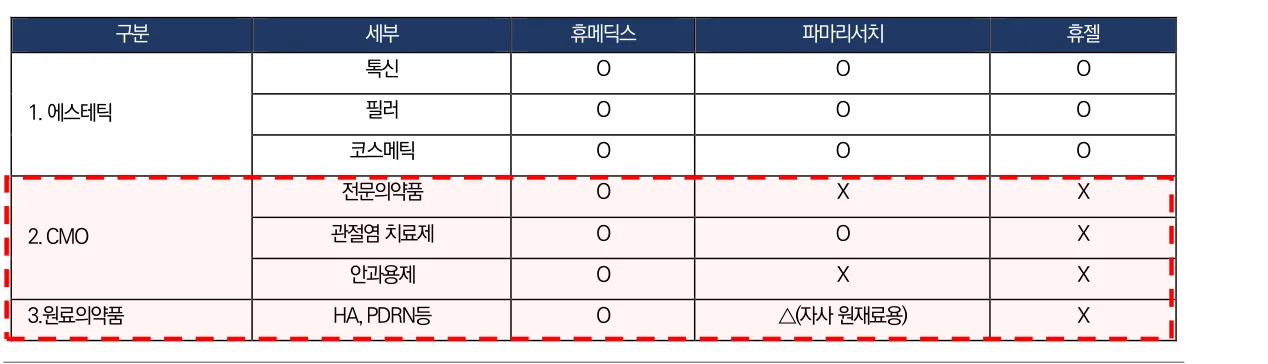 구분 세부 휴메딕스 파마리서치 휴젤
톡신 O O O
1. 에스테틱 필러 O O O
코스메틱 O O O
전문의약품 O X X
2. CMO 관절염 치료제 O O X
안과용제 O X X
3.원료의약품 HA, PDRN등 O △(자사 원재료용) X